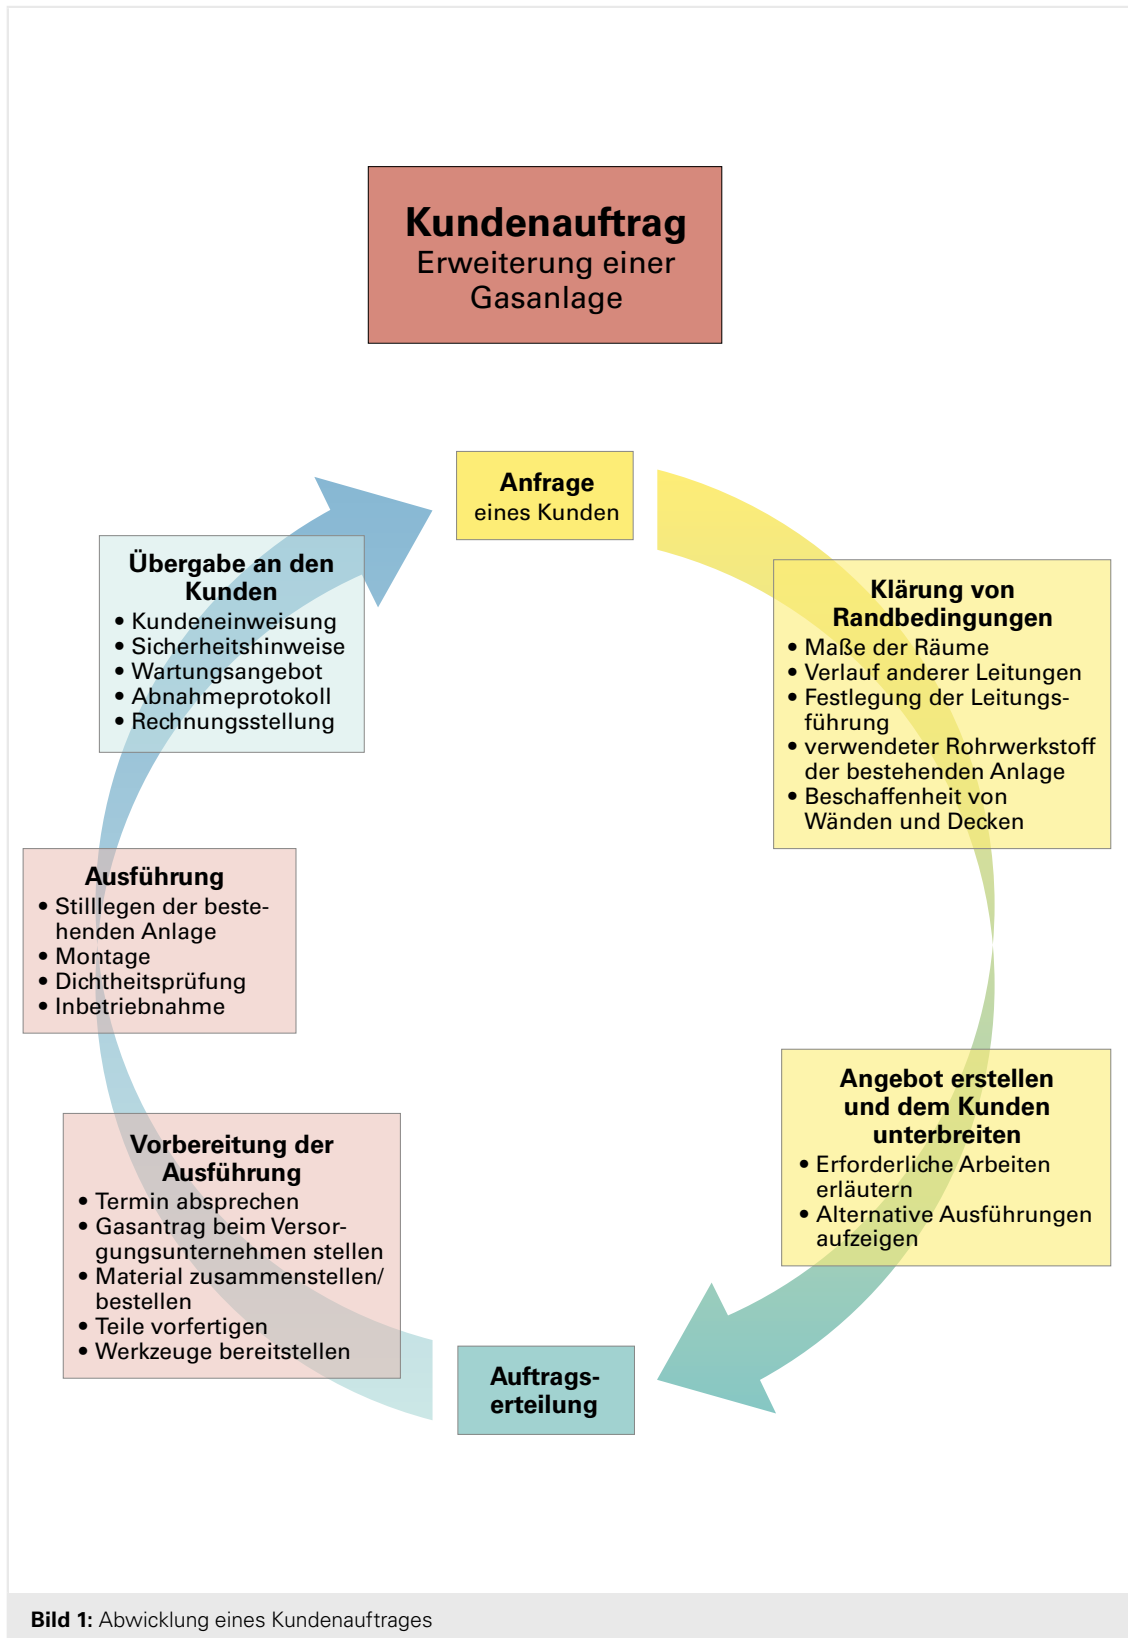 Kundenauftrag
Erweiterung einer
Gasanlage
Anfrage
eines Kunden
Klärung von
Randbedingungen
• Maße der Räume
• Verlauf anderer Leitungen
• Festlegung der Leitungs-
führung
• verwendeter Rohrwerkstoff
der bestehenden Anlage
• Beschaffenheit von
Wänden und Decken
Angebot erstellen
und dem Kunden
unterbreiten
• Erforderliche Arbeiten
erläutern
• Alternative Ausführungen
aufzeigen
Auftrags-
erteilung
Vorbereitung der
Ausführung
• Termin absprechen
• Gasantrag beim Versor-
gungsunternehmen stellen
• Material zusammenstellen/
bestellen
• Teile vorfertigen
• Werkzeuge bereitstellen
Ausführung
• Stilllegen der beste-
henden Anlage
• Montage
• Dichtheitsprüfung
• Inbetriebnahme
Übergabe an den
Kunden
• Kundeneinweisung
• Sicherheitshinweise
• Wartungsangebot
• Abnahmeprotokoll
• Rechnungsstellung
Bild 1: Abwicklung eines Kundenauftrages